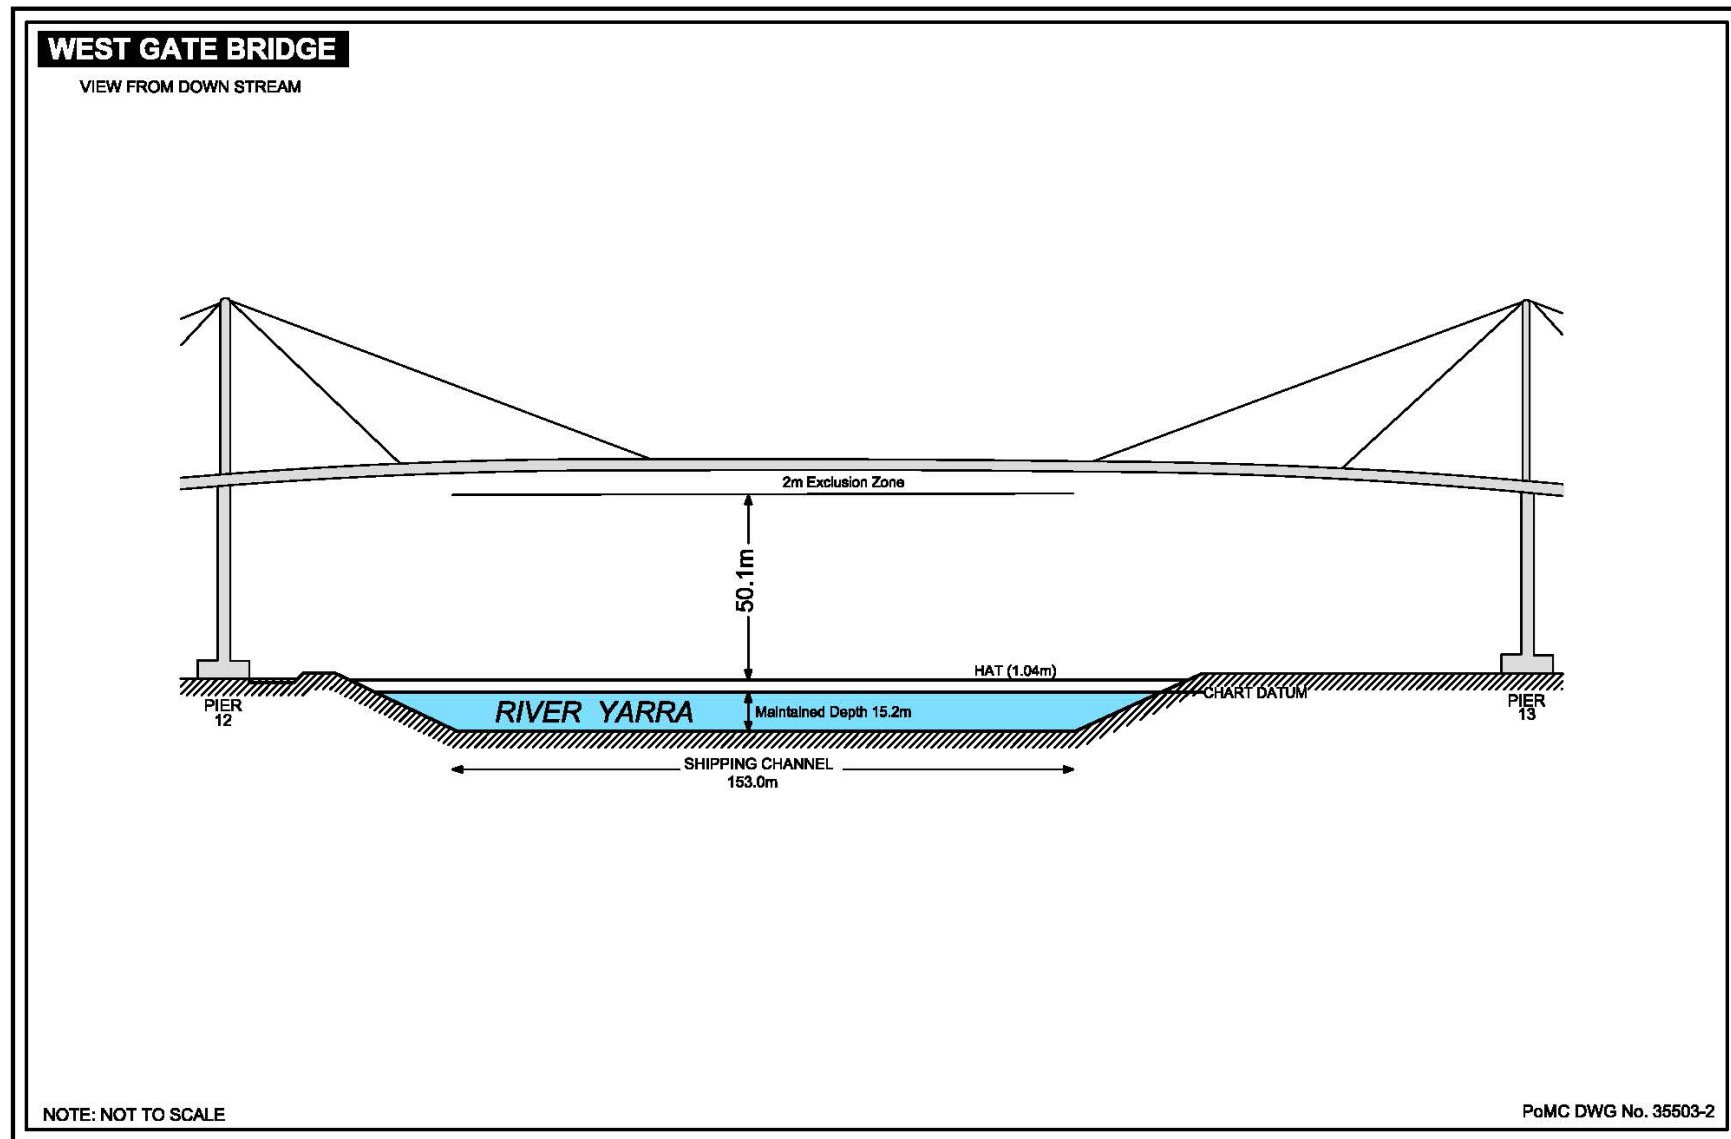 WEST GATE BRIDGE
VIEW FROM DOWN STREAM
2m Exclusion Zone
50.1m
HAT (1.04m)
CHART DATUM
PIER
12
RIVER YARRA
Maintained Depth 15.2m
PIER
13
SHIPPING CHANNEL
153.0m
NOTE: NOT TO SCALE
PoMC DWG No. 35503-2